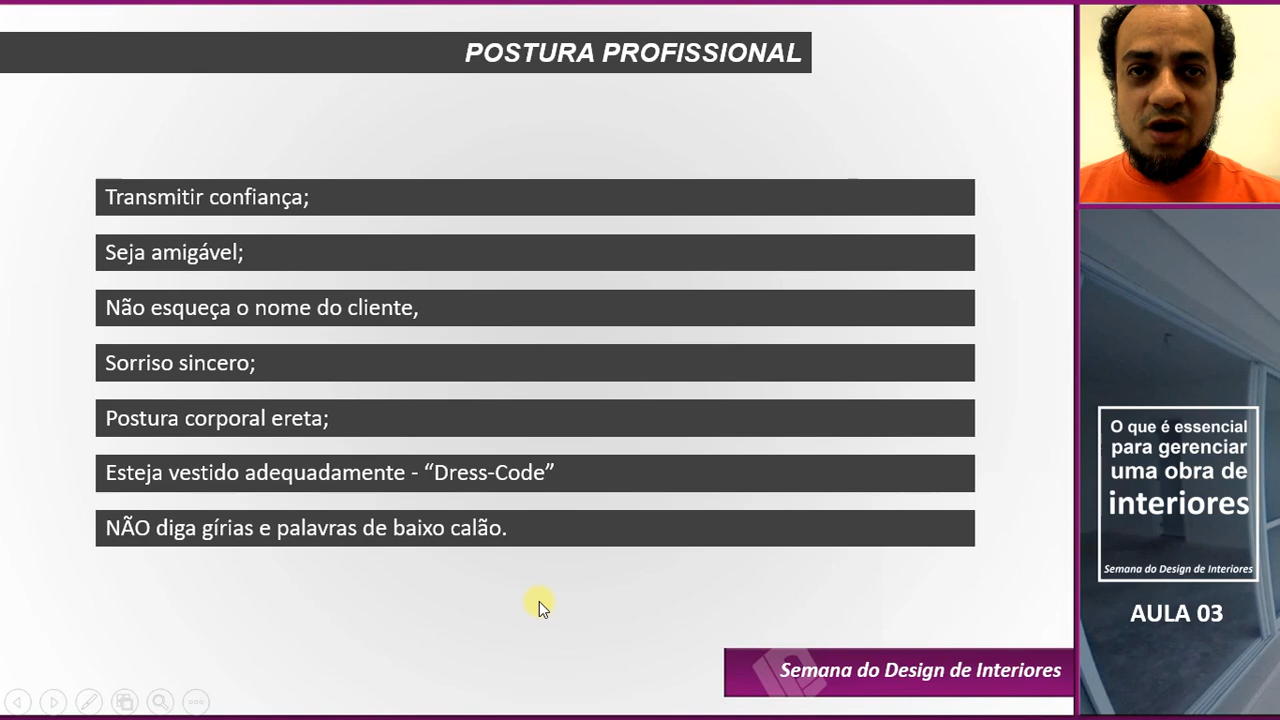 POSTURA PROFISSIONAL
Transmitir confiança;
Seja amigável;
Não esqueça o nome do cliente,
Sorriso sincero;
Postura corporal ereta;
Esteja vestido adequadamente - “Dress-Code”
NÃO diga gírias e palavras de baixo calão.
Semana do Design de Interiores
O que é essencial
para gerenciar
uma obra de
interiores
Semana do Design de Interiores
AULA 03